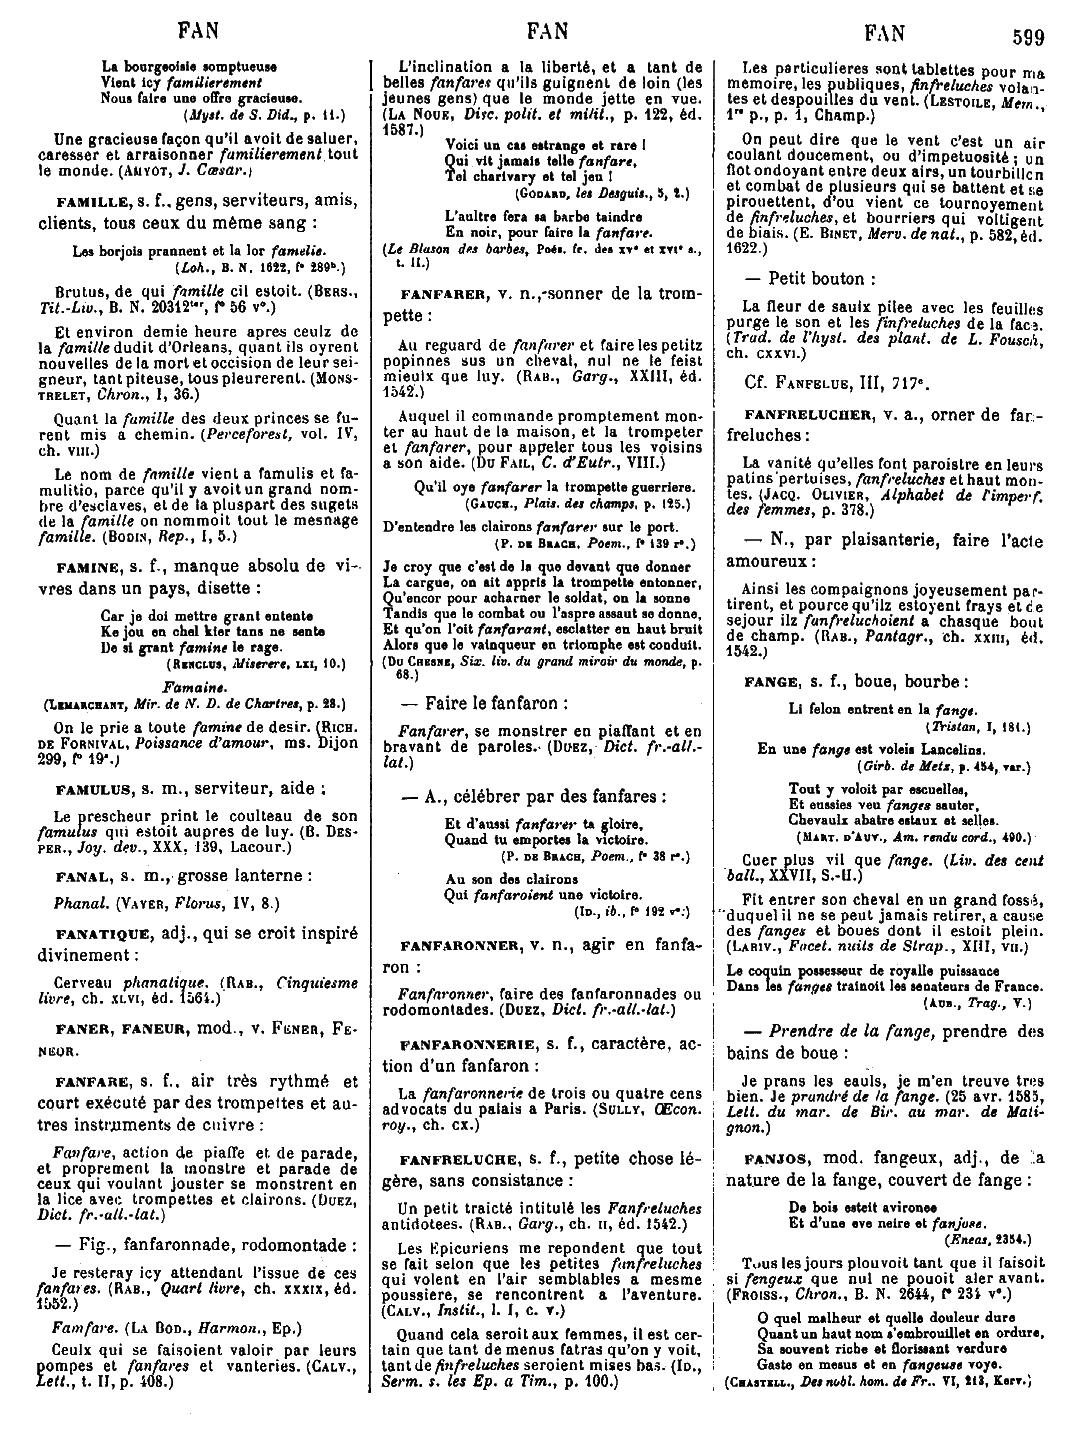 FAN
FAN
FAN
599
La bourgeoisie somptueuse
Vient icy familierement
Nous faire une offre gracieuse.
(Myst. de S. Did., p. 11.)
Une gracieuse façon qu'il avoit de saluer,
caresser et arraisonner familierement tout
le monde. (AMYOT, J. Cæsar.)
FAMILLE, s. f., gens, serviteurs, amis,
clients, tous ceux du même sang :
Les borjois prannent et la lor famelie.
(Loh., B. N. 1622, f° 289b.)
Brutus, de qui famille cil estoit. (BERS.,
Tit.-Liv., B. N. 20312ter, f° 56 v°.)
Et environ demie heure apres ceulz de
la famille dudit d'Orleans, quant ils oyrent
nouvelles de la mort et occision de leur sei-
gneur, tant piteuse, tous pleurerent. (MONS-
TRELET, Chron., I, 36.)
Quant la famille des deux princes se fu-
rent mis a chemin. (Perceforest, vol. IV,
ch. VIII.)
Le nom de famille vient a famulis et fa-
mulitio, parce qu'il y avoit un grand nom-
bre d'esclaves, et de la pluspart des sugets
de la famille on nommoit tout le mesnage
famille. (BODIN, Rep., I, 5.)
FAMINE, s. f., manque absolu de vi-
vres dans un pays, disette :
Car je doi mettre grant entente
Ke jou en chel kier tans ne sente
De si grant famine le rage.
(RENCLUS, Miserere, LXI, 10.)
Famaine.
(LEMARCHANT, Mir. de N. D. de Chartres, p. 28.)
On le prie a toute famine de desir. (RICH.
DE FORNIVAL, Poissance d'amour, ms. Dijon
299, f° 19a.)
FAMULUS, s. m., serviteur, aide :
Le prescheur print le coulteau de son
famulus qui estoit aupres de luy. (B. DES-
PER., Joy. dev., XXX, 139, Lacour.)
FANAL, s. m., grosse lanterne :
Phanal. (VAYER, Florus, IV, 8.)
FANATIQUE, adj., qui se croit inspiré
divinement :
Cerveau phanatique. (RAB., Cinquiesme
livre, ch. XLVI, éd. 1564.)
FANER, FANEUR, mod., v. FENER, FE-
NEOR.
FANFARE, s. f., air très rythmé et
court exécuté par des trompettes et au-
tres instruments de cuivre :
Fanfare, action de piaffe et de parade,
et proprement la monstre et parade de
ceux qui voulant jouster se monstrent en
la lice avec trompettes et clairons. (DUEZ,
Dict. fr.-all.-lat.)
— Fig., fanfaronnade, rodomontade :
Je resteray icy attendant l'issue de ces
fanfares. (RAB., Quart livre, ch. XXXIX, éd.
1552.)
Famfare. (LA BOD., Harmon., Ep.)
Ceulx qui se faisoient valoir par leurs
pompes et fanfares et vanteries. (CALV.,
Lett., t. II, p. 408.)
L'inclination a la liberté, et a tant de
belles fanfares qu'ils guignent de loin (les
jeunes gens) que le monde jette en vue.
(LA NOUE, Disc. polit. et milit., p. 122, éd.
1587.)
Voici un cas estrange et rare !
Qui vit jamais telle fanfare,
Tel charivary et tel jeu !
(GODARD, les Desguis., 5, 2.)
L'aultre fera sa barbe taindre
En noir, pour faire la fanfare.
(Le Blason des barbes, Poés. fr. des XVe et XVIe s.,
t. II.)
FANFARER, v. n., sonner de la trom-
pette :
Au reguard de fanfarer et faire les petitz
popinnes sus un cheval, nul ne le feist
mieulx que luy. (RAB., Garg., XXIII, éd.
1542.)
Auquel il commande promptement mon-
ter au haut de la maison, et la trompeter
et fanfarer, pour appeler tous les voisins
a son aide. (DU FAIL, C. d'Eutr., VIII.)
Qu'il oye fanfarer la trompette guerriere.
(GAUCH., Plais. des champs, p. 125.)
D'entendre les clairons fanfarer sur le port.
(P. DE BRACH, Poem., f° 139 r°.)
Je croy que c'est de la que devant que donner
La cargue, on ait appris la trompette entonner,
Qu'encor pour acharner le soldat, on la sonne
Tandis que le combat ou l'aspre assaut se donne,
Et qu'on l'oit fanfarant, esclatter en haut bruit
Alors que le vainqueur en triomphe est conduit.
(DU CHESNE, Six. liv. du grand miroir du monde, p.
68.)
— Faire le fanfaron :
Fanfarer, se monstrer en piaffant et en
bravant de paroles. (DUEZ, Dict. fr.-all.-
lat.)
— A., célébrer par des fanfares :
Et d'aussi fanfarer ta gloire,
Quand tu emportes la victoire.
(P. DE BRACH, Poem., f° 38 r°.)
Au son des clairons
Qui fanfaroient une victoire.
(ID., ib., f° 192 v°.)
FANFARONNER, v. n., agir en fanfa-
ron :
Fanfaronner, faire des fanfaronnades ou
rodomontades. (DUEZ, Dict. fr.-all.-lat.)
FANFARONNERIE, s. f., caractère, ac-
tion d'un fanfaron :
La fanfaronnerie de trois ou quatre cens
advocats du palais a Paris. (SULLY, Œcon.
roy., ch. CX.)
FANFRELUCHE, s. f., petite chose lé-
gère, sans consistance :
Un petit traicté intitulé les Fanfreluches
antidotees. (RAB., Garg., ch. II, éd. 1542.)
Les Epicuriens me repondent que tout
se fait selon que les petites fanfreluches
qui volent en l'air semblables a mesme
poussiere, se rencontrent a l'aventure.
(CALV., Instit., l. I, c. V.)
Quand cela seroit aux femmes, il est cer-
tain que tant de menus fatras qu'on y voit,
tant de finfreluches seroient mises bas. (ID.,
Serm. s. les Ep. a Tim., p. 100.)
Les particulieres sont tablettes pour ma
memoire, les publiques, finfreluches volan-
tes et despouilles du vent. (LESTOILE, Mem.,
1re p., p. 1, Champ.)
On peut dire que le vent c'est un air
coulant doucement, ou d'impetuosité ; un
flot ondoyant entre deux airs, un tourbillon
et combat de plusieurs qui se battent et se
pirouettent, d'ou vient ce tournoyement
de finfreluches, et bourriers qui voltigent
de biais. (E. BINET, Merv. de nat., p. 582, éd.
1622.)
— Petit bouton :
La fleur de saulx pilee avec les feuilles
purge le son et les finfreluches de la face.
(Trad. de l'hyst. des plant. de L. Fousch,
ch. CXXVI.)
Cf. FANFELUE, III, 717c.
FANFRELUCHER, v. a., orner de fan-
freluches :
La vanité qu'elles font paroistre en leurs
patins pertuises, fanfreluches et haut mon-
tes. (JACQ. OLIVIER, Alphabet de l'imperf.
des femmes, p. 378.)
— N., par plaisanterie, faire l'acte
amoureux :
Ainsi les compaignons joyeusement par-
tirent, et pource qu'ilz estoyent frays et de
sejour ilz fanfreluchoient a chasque bout
de champ. (RAB., Pantagr., ch. XXIII, éd.
1542.)
FANGE, s. f., boue, bourbe :
Li felon entrent en la fange.
(Tristan, I, 181.)
En une fange est voleis Lancelins.
(Girb. de Metz, p. 454, var.)
Tout y voloit par escuelles,
Et eussies veu fanges sauter,
Chevaulx abatre estaux et selles.
(MART. D'AUV., Am. rendu cord., 490.)
Cuer plus vil que fange. (Liv. des cent
ball., XXVII, S.-H.)
Fit entrer son cheval en un grand fossé,
duquel il ne se peut jamais retirer, a cause
des fanges et boues dont il estoit plein.
(LARIV., Facet. nuits de Strap., XIII, VII.)
Le coquin possesseur de royalle puissance
Dans les fanges trainoit les senateurs de France.
(AUB., Trag., V.)
— Prendre de la fange, prendre des
bains de boue :
Je prans les eauls, je m'en treuve tres
bien. Je prandré de la fange. (25 avr. 1585,
Lett. du mar. de Bir. au mar. de Mati-
gnon.)
FANJOS, mod. fangeux, adj., de la
nature de la fange, couvert de fange :
De bois esteit avironee
Et d'une eve neire et fanjose.
(Eneas, 2354.)
Tous les jours plouvoit tant que il faisoit
si fengeux que nul ne pouoit aler avant.
(FROISS., Chron., B. N. 2644, f° 231 v°.)
O quel malheur et quelle douleur dure
Quant un haut nom s'embrouillet en ordure,
Sa souvent riche et florissant verdure
Gaste en mesus et en fangeuse voye.
(CHASTELL., Des nobl. hom. de Fr., VI, 213, Kerv.)